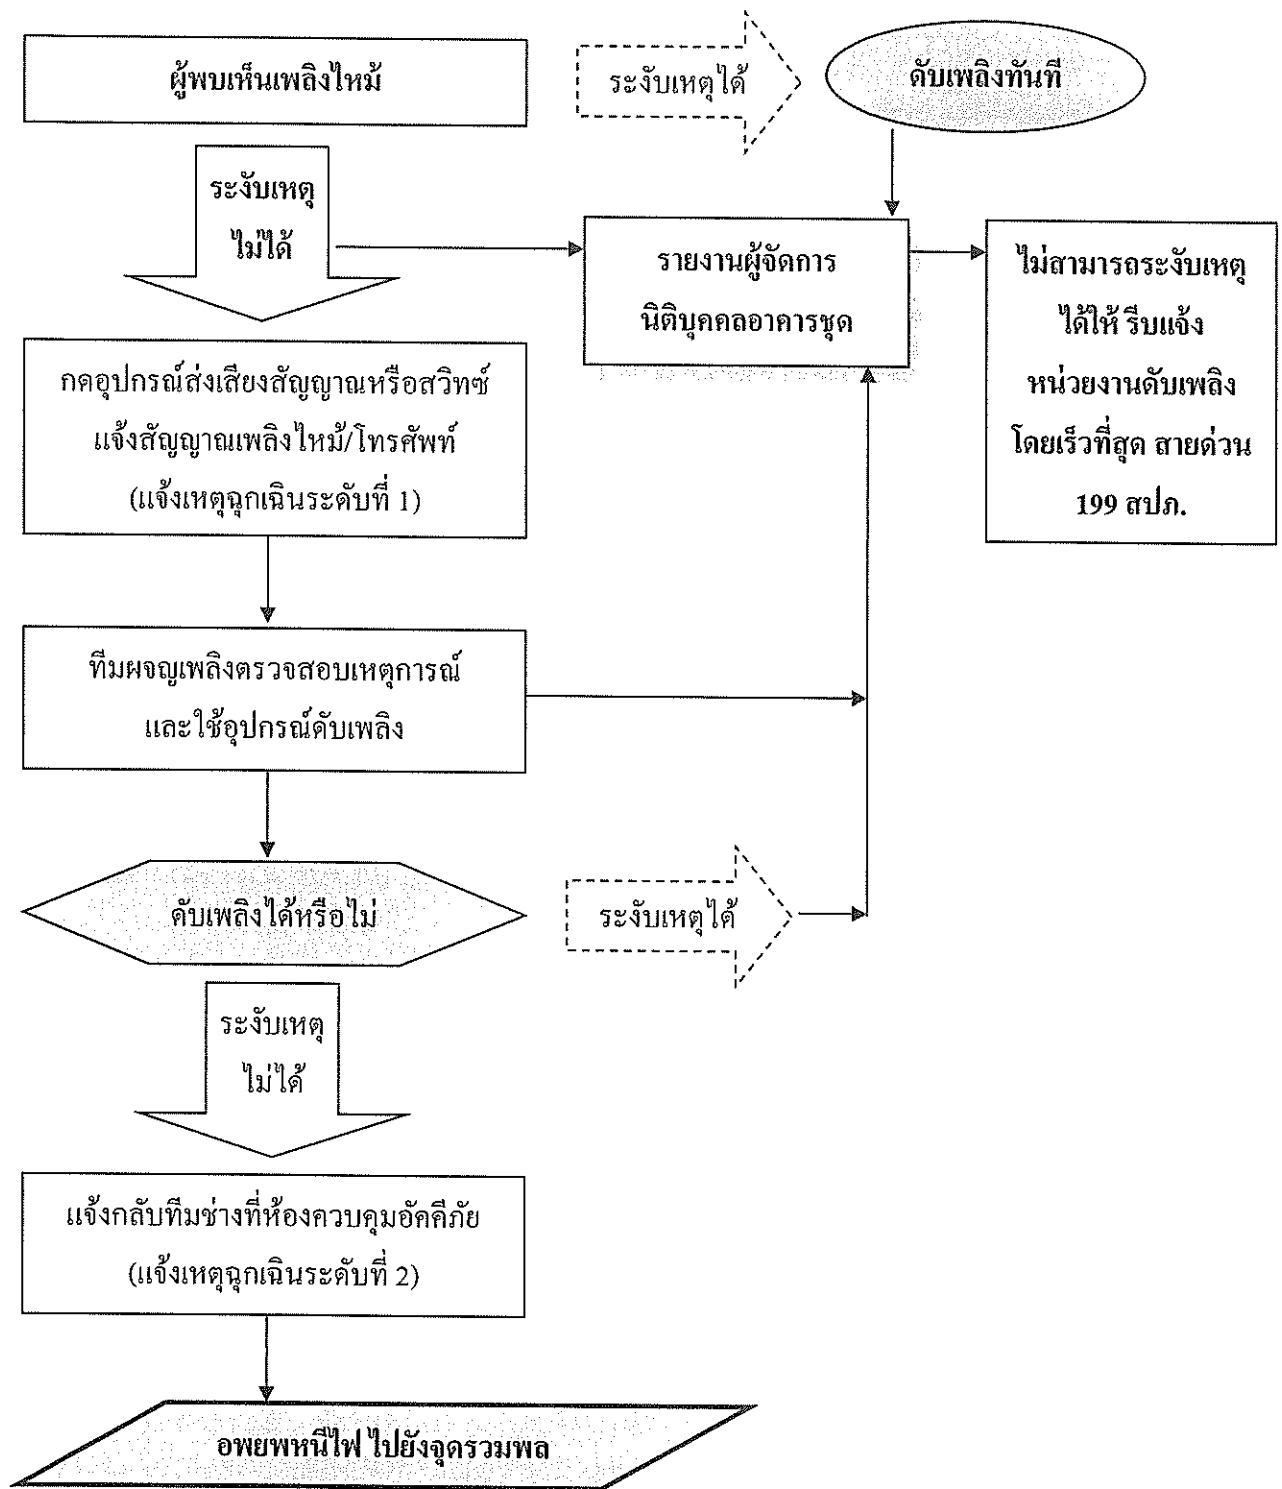 ผู้พบเห็นเพลิงไหม้
ระงับเหตุได้
ดับเพลิงทันที
ระงับเหตุ
ไม่ได้
รายงานผู้จัดการ
นิติบุคคลอาคารชุด
ไม่สามารถระงับเหตุ
ได้ให้ รีบแจ้ง
หน่วยงานดับเพลิง
โดยเร็วที่สุด สายด่วน
199 สปภ.
กดอุปกรณ์ส่งเสียงสัญญาณหรือสวิทซ์
แจ้งสัญญาณเพลิงไหม้/โทรศัพท์
(แจ้งเหตุฉุกเฉินระดับที่ 1)
ทีมผจญเพลิงตรวจสอบเหตุการณ์
และใช้อุปกรณ์ดับเพลิง
ดับเพลิงได้หรือไม่
ระงับเหตุได้
ระงับเหตุ
ไม่ได้
แจ้งกลับทีมช่างที่ห้องควบคุมอัคคีภัย
(แจ้งเหตุฉุกเฉินระดับที่ 2)
อพยพหนีไฟ ไปยังจุดรวมพล